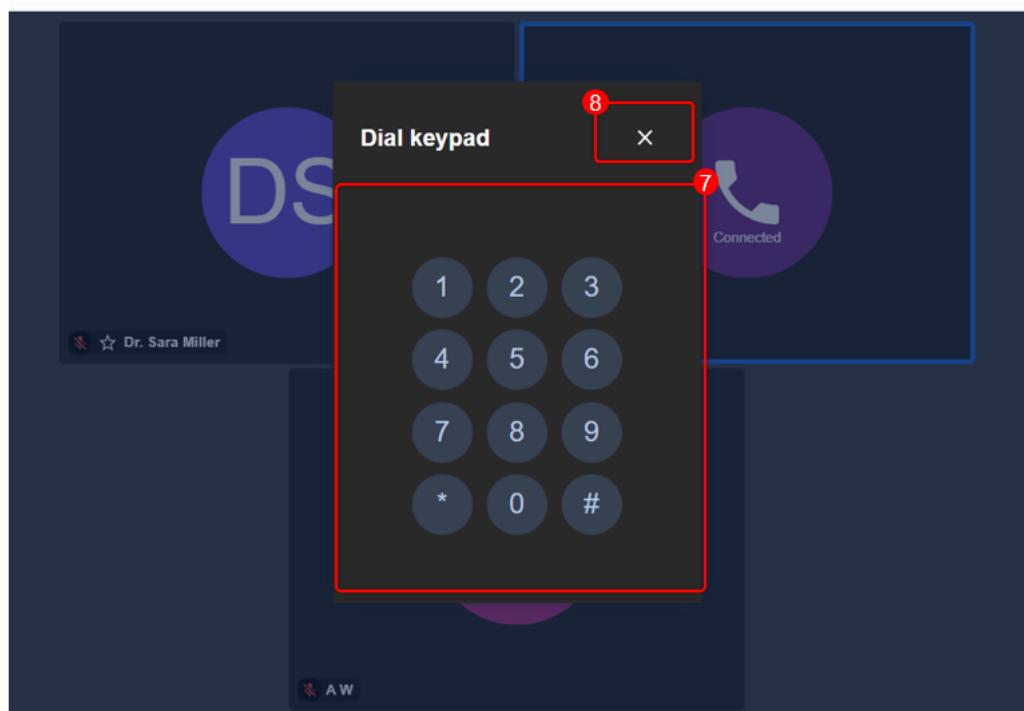 8
Dial keypad
7
DS
Connected
1 2 3
4 5 6
7 8 9
* 0 #
Dr. Sara Miller
A W